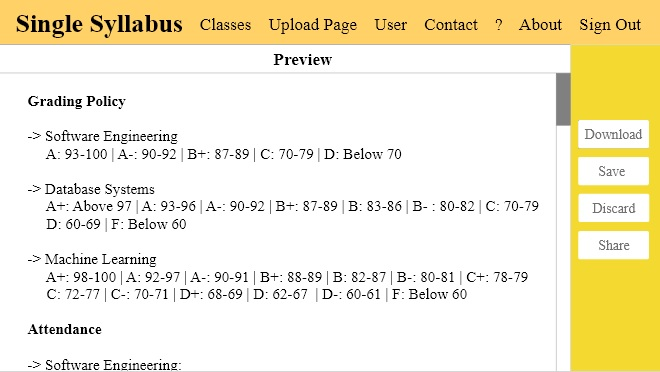 Single Syllabus Classes Upload Page User Contact ? About Sign Out
Preview
Grading Policy
-> Software Engineering
A: 93-100 | A-: 90-92 | B+: 87-89 | C: 70-79 | D: Below 70
-> Database Systems
A+: Above 97 | A: 93-96 | A-: 90-92 | B+: 87-89 | B: 83-86 | B- : 80-82 | C: 70-79
D: 60-69 | F: Below 60
-> Machine Learning
A+: 98-100 | A: 92-97 | A-: 90-91 | B+: 88-89 | B: 82-87 | B-: 80-81 | C+: 78-79
C: 72-77 | C-: 70-71 | D+: 68-69 | D: 62-67 | D-: 60-61 | F: Below 60
Attendance
-> Software Engineering:
Download
Save
Discard
Share